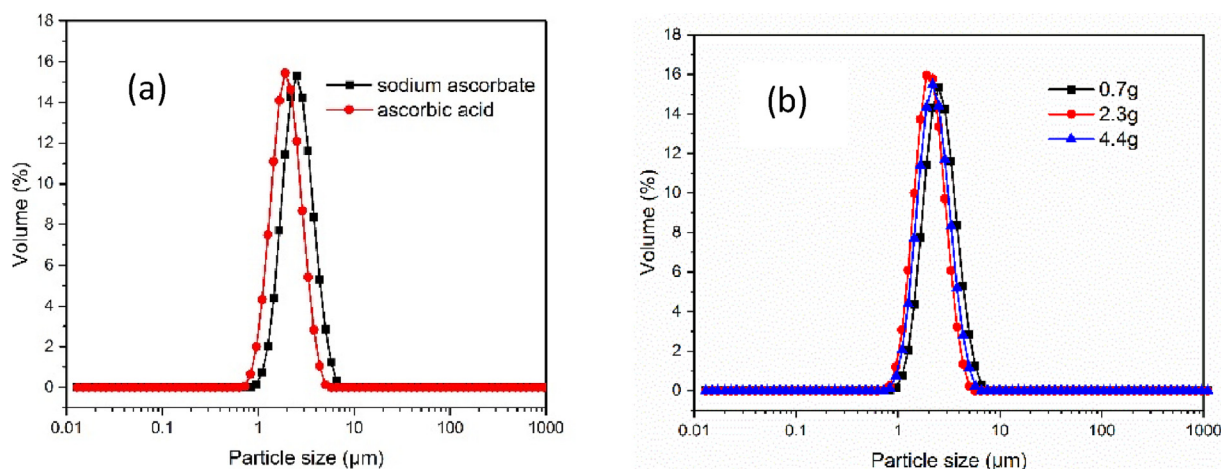 (a)
sodium ascorbate
ascorbic acid
Volume (%)
18
16
14
12
10
8
6
4
2
0
0.01 0.1 1 10 100 1000
Particle size (µm)
(b)
0.7g
2.3g
4.4g
Volume (%)
18
16
14
12
10
8
6
4
2
0
0.01 0.1 1 10 100 1000
Particle size (µm)